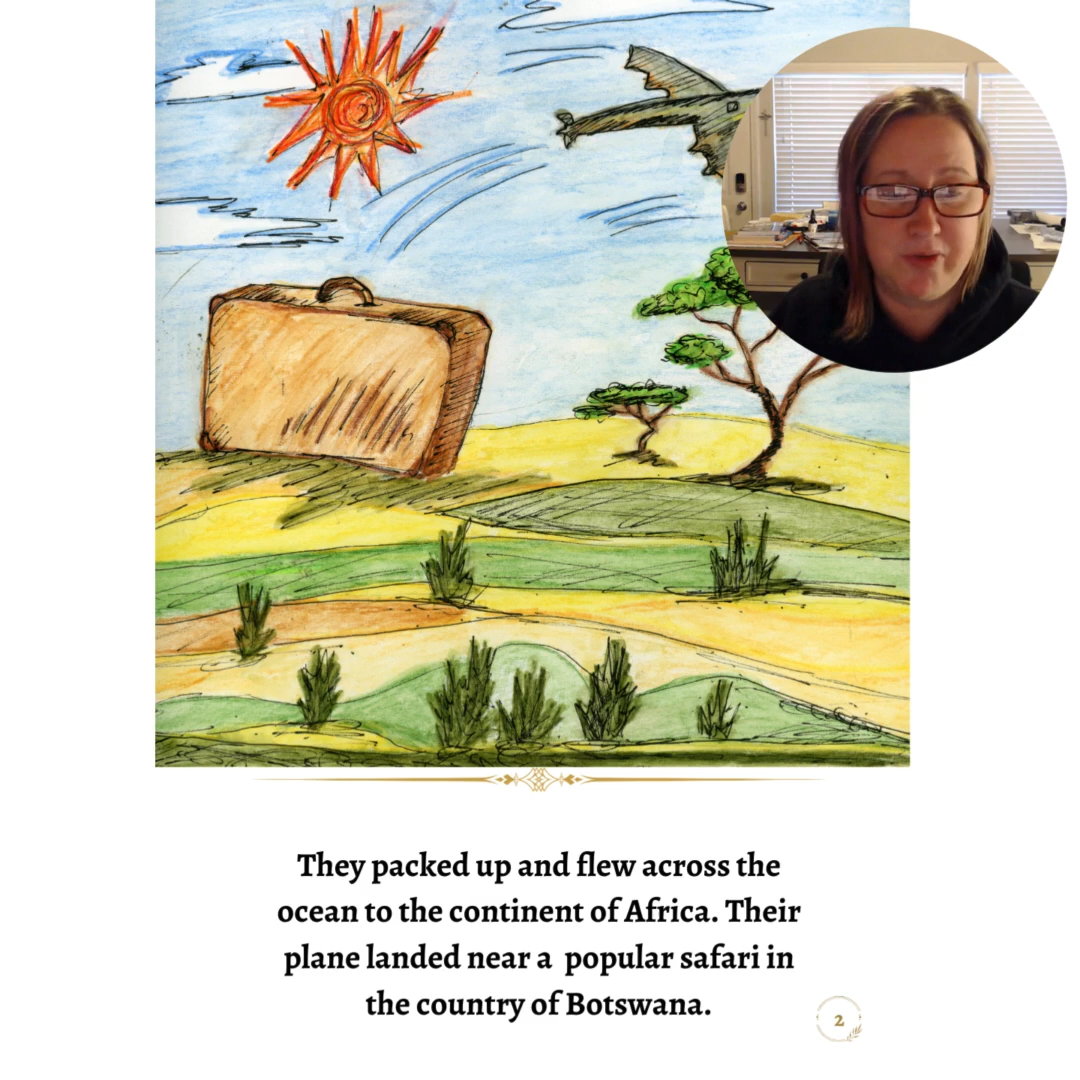 They packed up and flew across the
ocean to the continent of Africa. Their
plane landed near a  popular safari in
the country of Botswana.
2